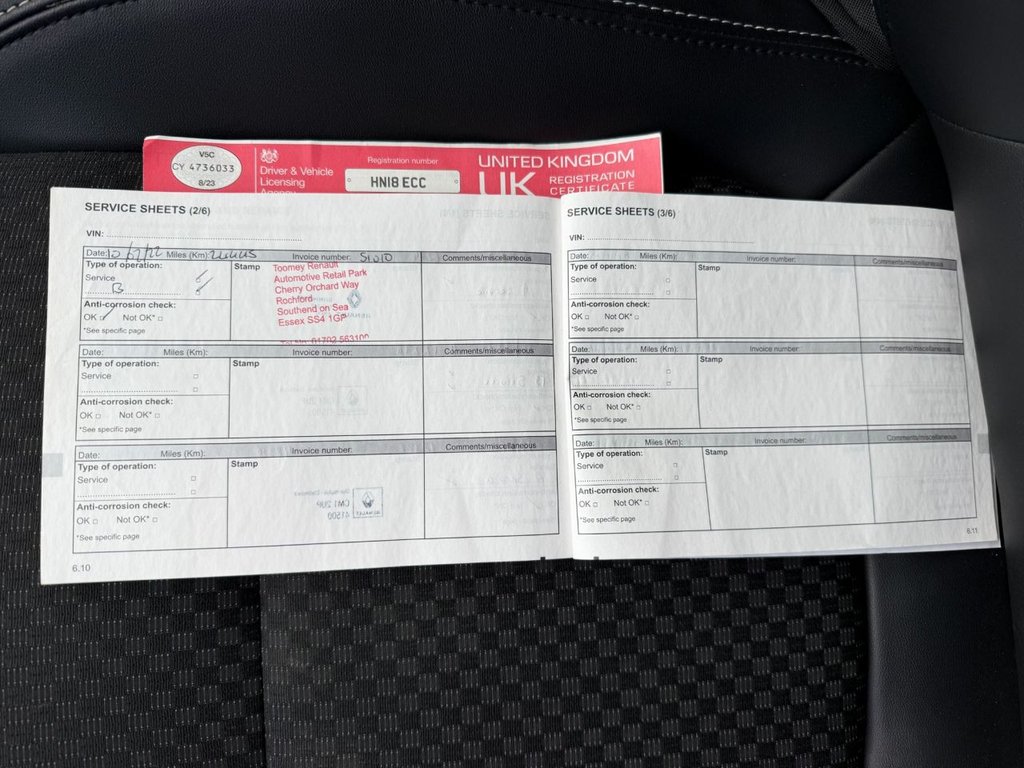 V5C
CY 4736033
8/23
Driver & Vehicle
Licensing
Agency
Registration number
HN18 ECC
UNITED KINGDOM
UK
REGISTRATION
CERTIFICATE
SERVICE SHEETS (2/6)
VIN:
Date: Miles (Km): Invoice number: 51010 Comments/miscellaneous
Type of operation:
Service
B
Anti-corrosion check:
OK Not OK*
*See specific page
Stamp
Toomey Renault
Automotive Retail Park
Cherry Orchard Way
Rochford
Southend on Sea
Essex SS4 1GP
Tel No. 01702 563100
Date: Miles (Km): Invoice number: Comments/miscellaneous
Type of operation: Stamp
Service
Anti-corrosion check:
OK Not OK*
*See specific page
Date: Miles (Km): Invoice number: Comments/miscellaneous
Type of operation: Stamp
Service
Anti-corrosion check:
OK Not OK*
*See specific page
6.10
SERVICE SHEETS (3/6)
VIN:
Date: Miles (Km): Invoice number: Comments/miscellaneous
Type of operation: Stamp
Service
Anti-corrosion check:
OK Not OK*
*See specific page
Date: Miles (Km): Invoice number: Comments/miscellaneous
Type of operation: Stamp
Service
Anti-corrosion check:
OK Not OK*
*See specific page
Date: Miles (Km): Invoice number: Comments/miscellaneous
Type of operation: Stamp
Service
Anti-corrosion check:
OK Not OK*
*See specific page
6.11